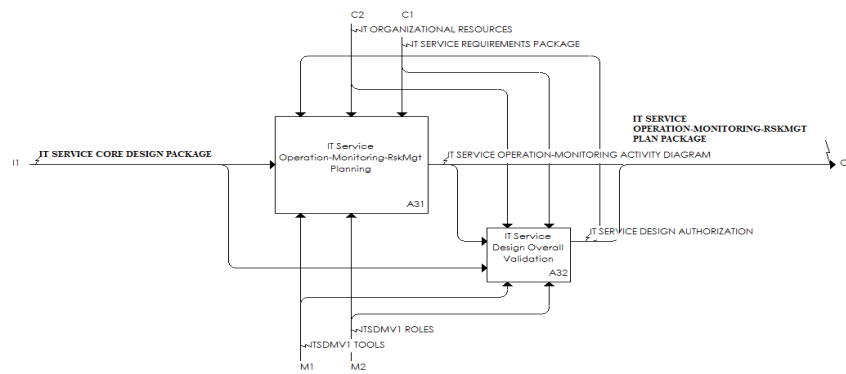 C2
C1
IT ORGANIZATIONAL RESOURCES
IT SERVICE REQUIREMENTS PACKAGE
IT SERVICE
OPERATION-MONITORING-RSKMGT
PLAN PACKAGE
I1
IT SERVICE CORE DESIGN PACKAGE
IT Service
Operation-Monitoring-RskMgt
Planning
A31
IT SERVICE OPERATION-MONITORING ACTIVITY DIAGRAM
C
IT Service
Design Overall
Validation
A32
IT SERVICE DESIGN AUTHORIZATION
ITSDMV1 ROLES
ITSDMV1 TOOLS
M1
M2